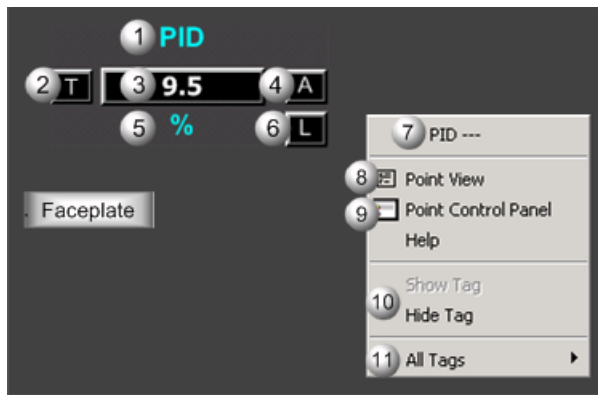 1 PID
2 T 3 9.5 4 A
5 % 6 L
7 PID ---
8 Point View
Faceplate
9 Point Control Panel
Help
Show Tag
10
Hide Tag
11 All Tags